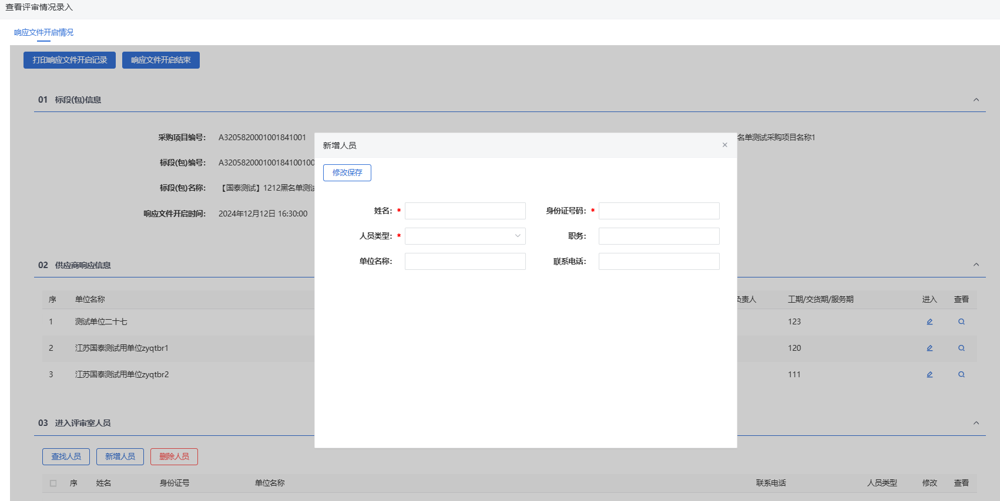 查看评审情况录入
响应文件开启情况
打印响应文件开启记录 响应文件开启结束
01 标段(包)信息
采购项目编号： A3205820001001841001
名单测试采购项目名称1
标段(包)编号： A320582000100184100100
标段(包)名称： 【国泰测试】1212黑名单测试
响应文件开启时间： 2024年12月12日 16:30:00
新增人员 ×
修改保存
姓名： * 身份证号码： *
人员类型： * 职务：
单位名称： 联系电话：
02 供应商响应信息
序 单位名称 负责人 工期/交货期/服务期 进入 查看
1 测试单位二十七 123
2 江苏国泰测试用单位zyqtbr1 120
3 江苏国泰测试用单位zyqtbr2 111
03 进入评审室人员
查找人员 新增人员 删除人员
序 姓名 身份证号 单位名称 联系电话 人员类型 修改 查看